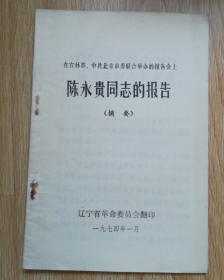 在农林部、中共北京市委联合举办的报告会上
陈永贵同志的报告
（摘要）
辽宁省革命委员会翻印
一九七四年一月